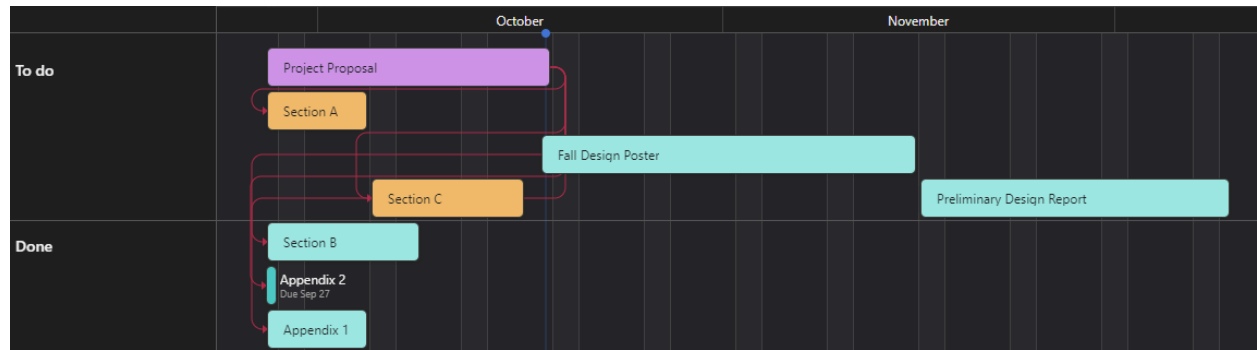 October
November
To do
Project Proposal
Section A
Fall Design Poster
Section C
Preliminary Design Report
Done
Section B
Appendix 2
Due Sep 27
Appendix 1